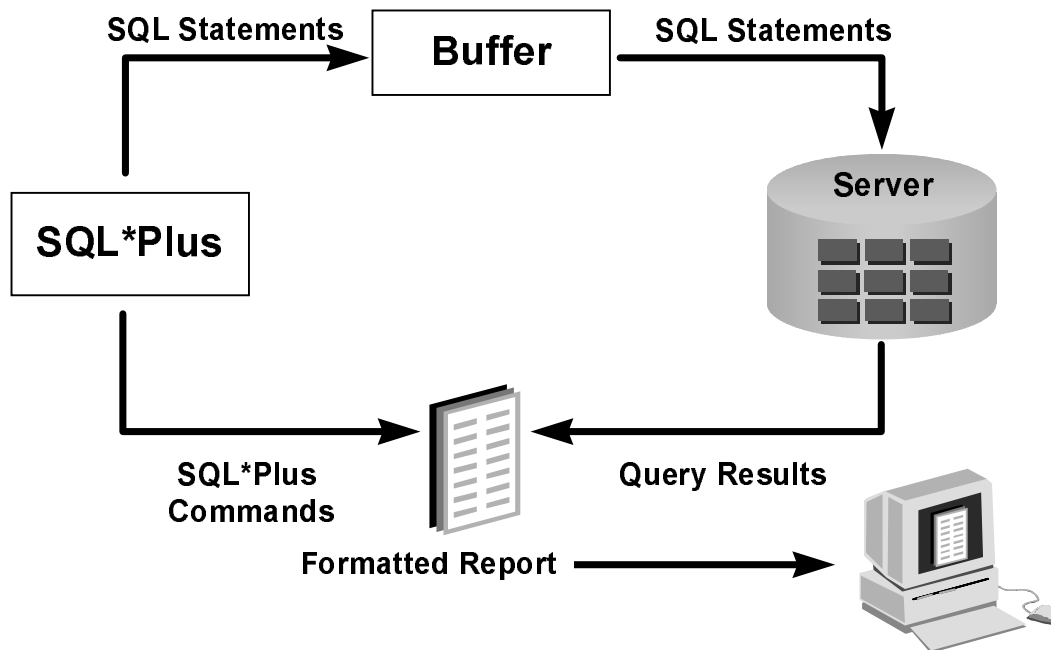 SQL Statements
Buffer
SQL Statements
Server
SQL*Plus
SQL*Plus
Commands
Query Results
Formatted Report